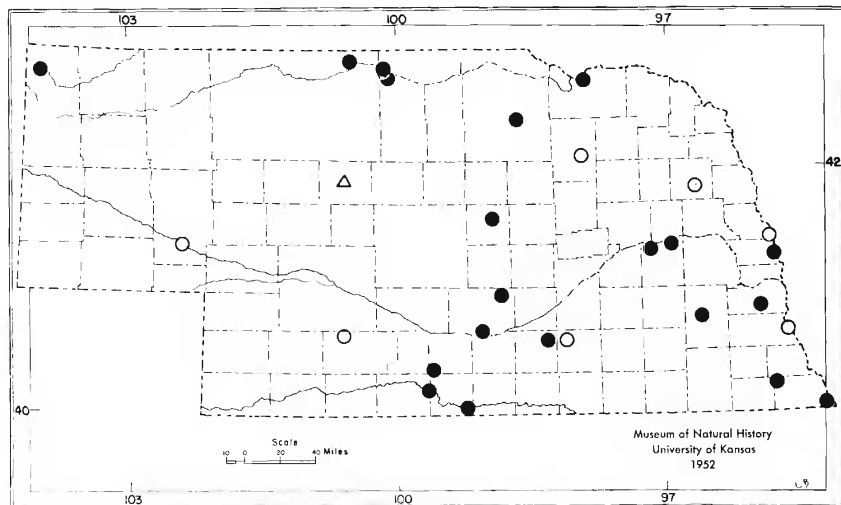 103 100 97
42
40
Scale
10 0 20 40 Miles
Museum of Natural History
University of Kansas
1952
LB
103 100 97